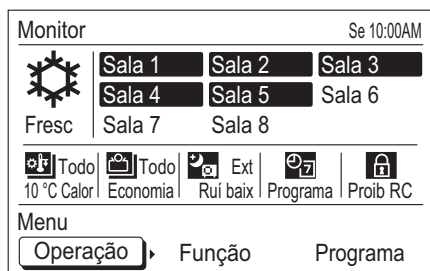 Monitor Se 10:00AM
Sala 1 Sala 2 Sala 3
Sala 4 Sala 5 Sala 6
Fresc Sala 7 Sala 8
Todo Todo Ext 7
10 °C Calor Economia Ruí baix Programa Proib RC
Menu
Operação Função Programa